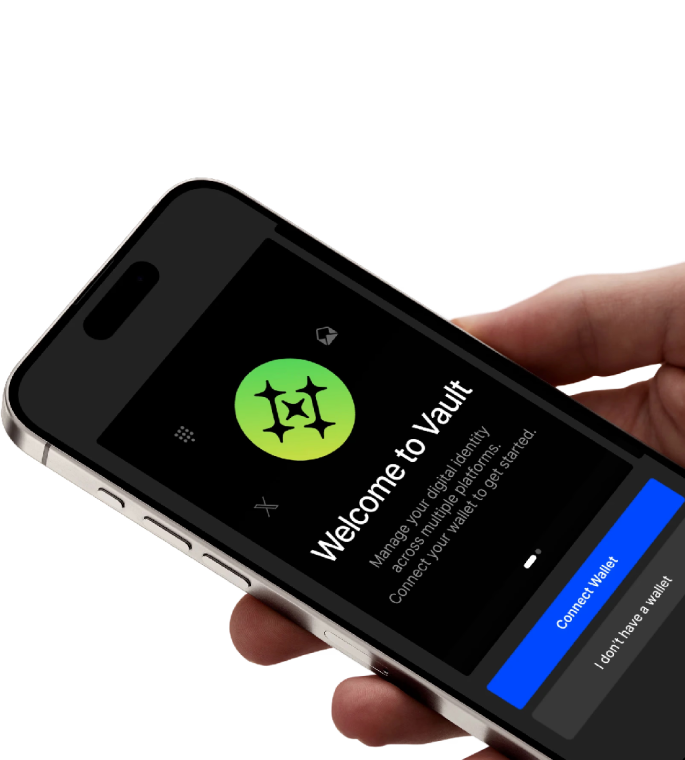 Welcome to Vault
Manage your digital identity
across multiple platforms.
Connect your wallet to get started.
Connect Wallet
I don't have a wallet